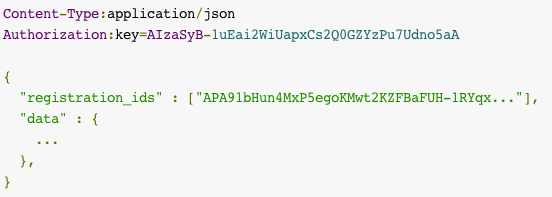 Content-Type:application/json
Authorization:key=AIzaSyB-1uEai2WiUapxCs2Q0GZYzPu7Udno5aA
{
"registration_ids" : ["APA91bHun4MxP5egoKMwt2KZFBaFUH-1RYqx..."],
"data" : {
...
},
}